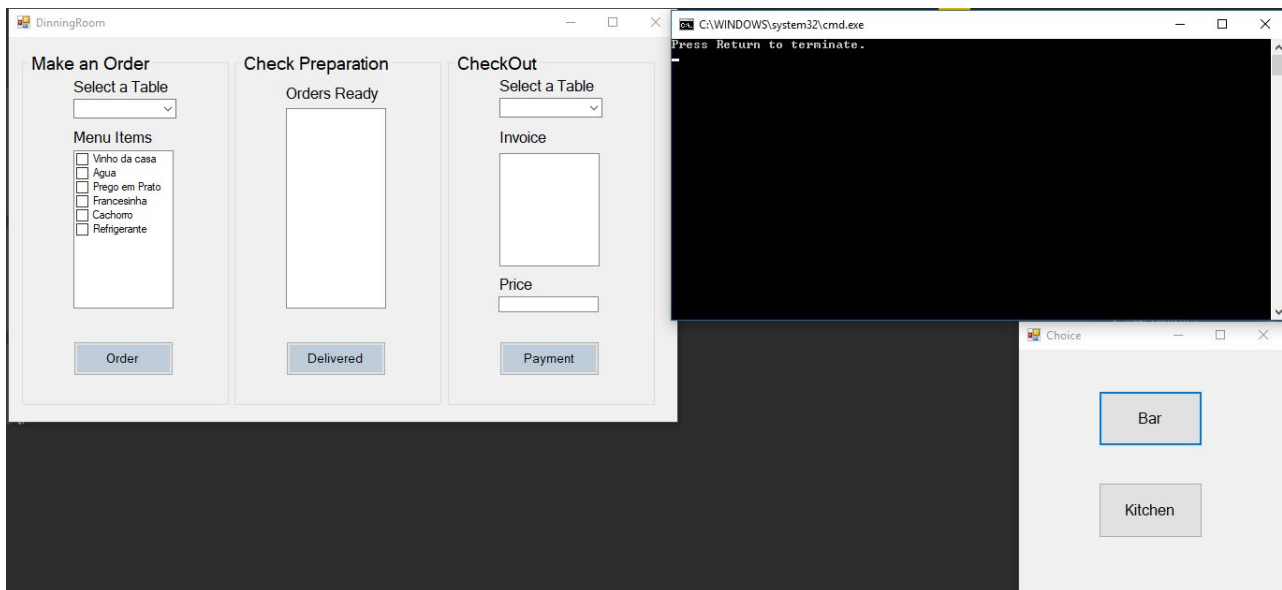 DinningRoom
Make an Order
Select a Table
Menu Items
Vinho da casa
Agua
Prego em Prato
Francesinha
Cachorro
Refrigerante
Order
Check Preparation
Orders Ready
Delivered
CheckOut
Select a Table
Invoice
Price
Payment
C:\WINDOWS\system32\cmd.exe
Press Return to terminate.
Choice
Bar
Kitchen